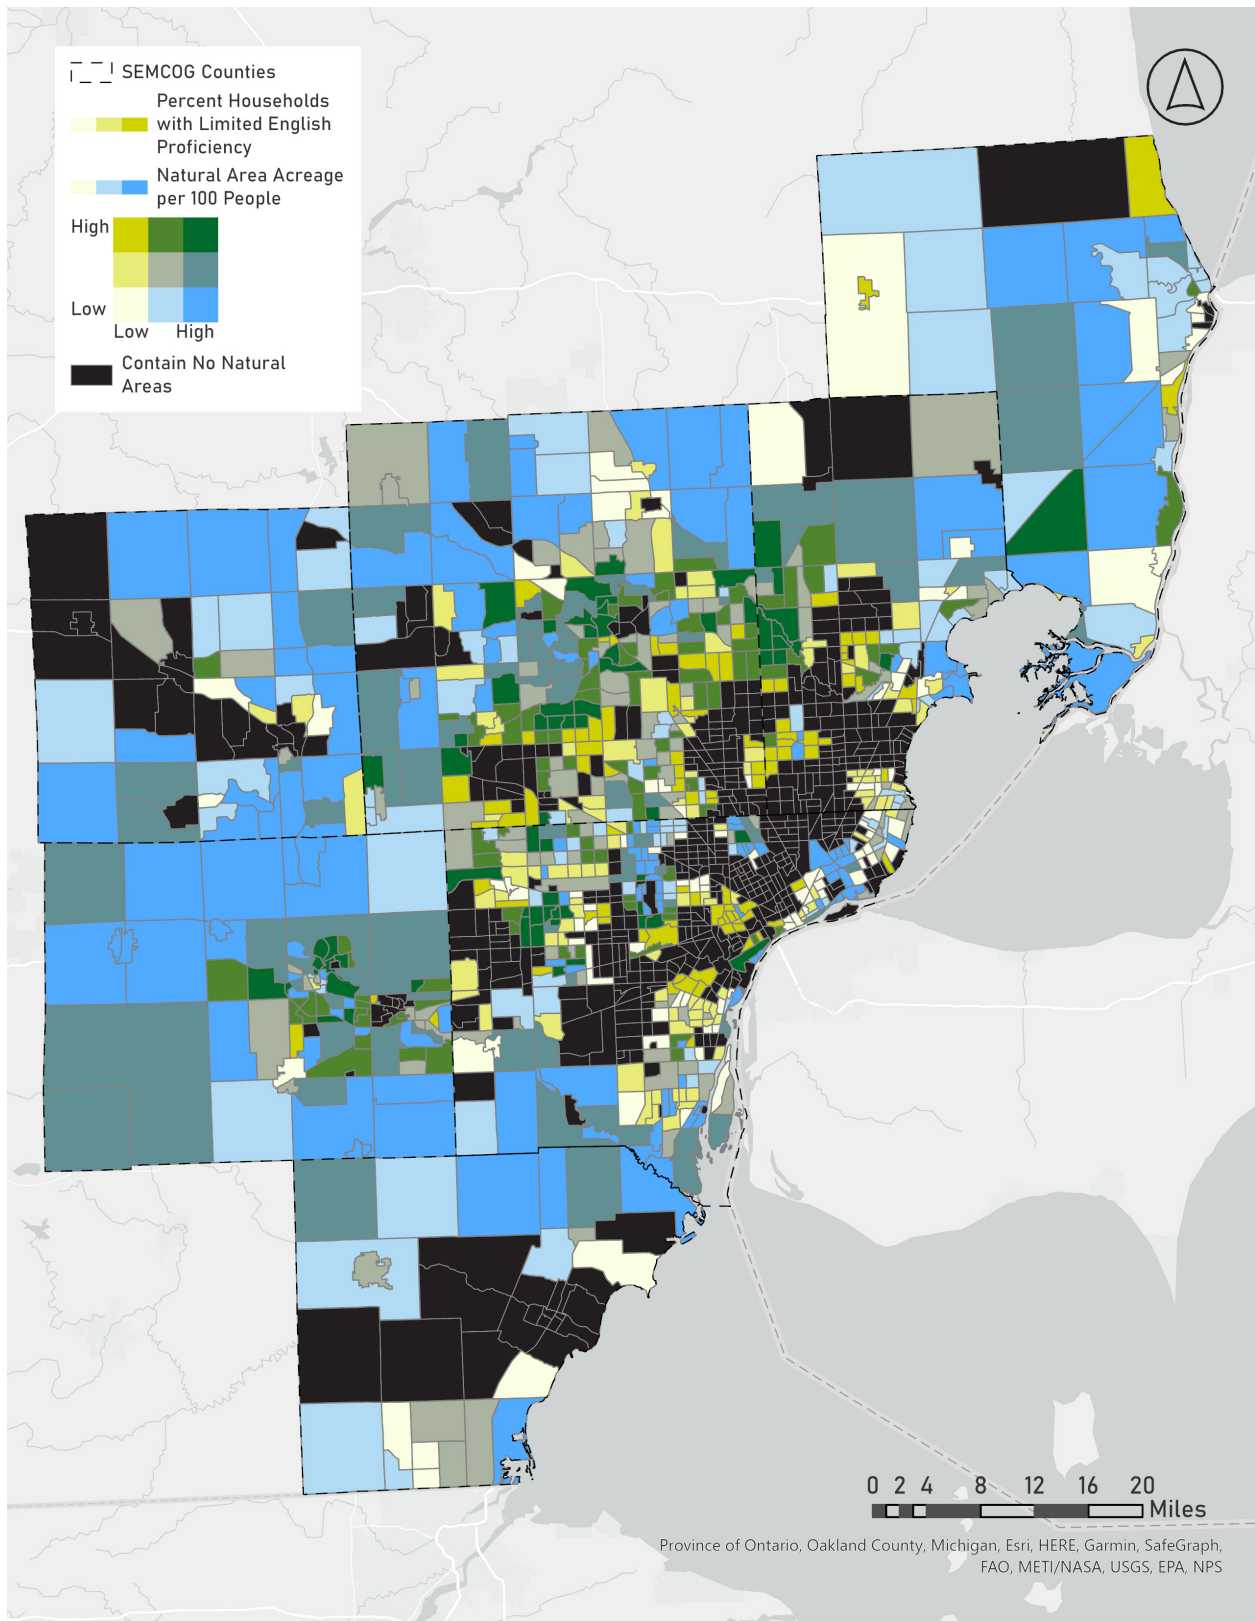 SEMCOG Counties
Percent Households
with Limited English
Proficiency
Natural Area Acreage
per 100 People
High
Low
Low High
Contain No Natural
Areas
0 2 4 8 12 16 20
Miles
Province of Ontario, Oakland County, Michigan, Esri, HERE, Garmin, SafeGraph,
FAO, METI/NASA, USGS, EPA, NPS